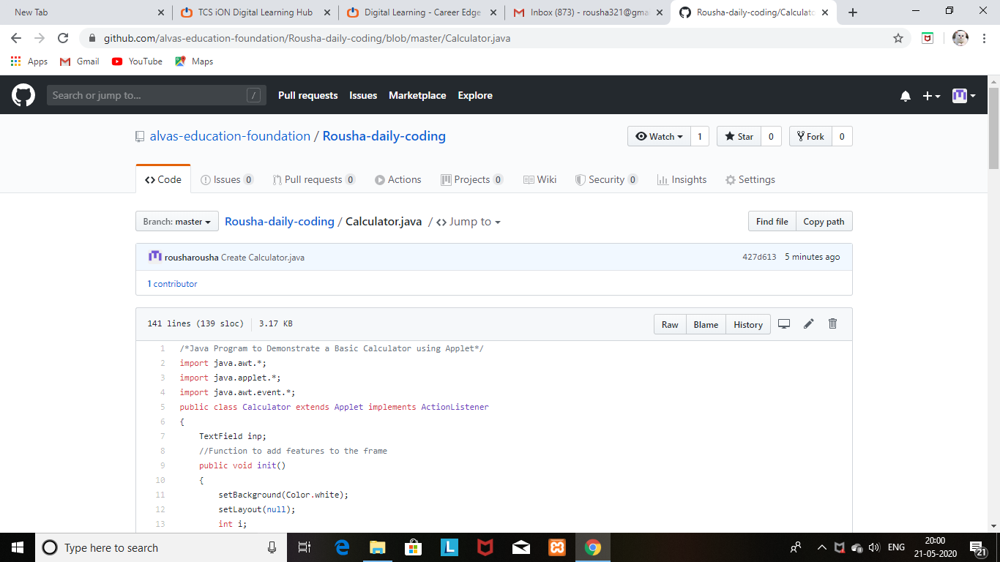 New Tab
TCS iON Digital Learning Hub
Digital Learning - Career Edge
Inbox (873) - rousha321@gma
Rousha-daily-coding/Calculato
github.com/alvas-education-foundation/Rousha-daily-coding/blob/master/Calculator.java
Apps Gmail YouTube Maps
Search or jump to... / Pull requests Issues Marketplace Explore
alvas-education-foundation / Rousha-daily-coding
Watch 1 Star 0 Fork 0
Code Issues 0 Pull requests 0 Actions Projects 0 Wiki Security 0 Insights Settings
Branch: master Rousha-daily-coding / Calculator.java / <> Jump to Find file Copy path
rousharousha Create Calculator.java 427d613 5 minutes ago
1 contributor
141 lines (139 sloc) 3.17 KB Raw Blame History
1 /*Java Program to Demonstrate a Basic Calculator using Applet*/
2 import java.awt.*;
3 import java.applet.*;
4 import java.awt.event.*;
5 public class Calculator extends Applet implements ActionListener
6 {
7 TextField inp;
8 //Function to add features to the frame
9 public void init()
10 {
11 setBackground(Color.white);
12 setLayout(null);
13 int i;
Type here to search
L
ENG
20:00
21-05-2020
21